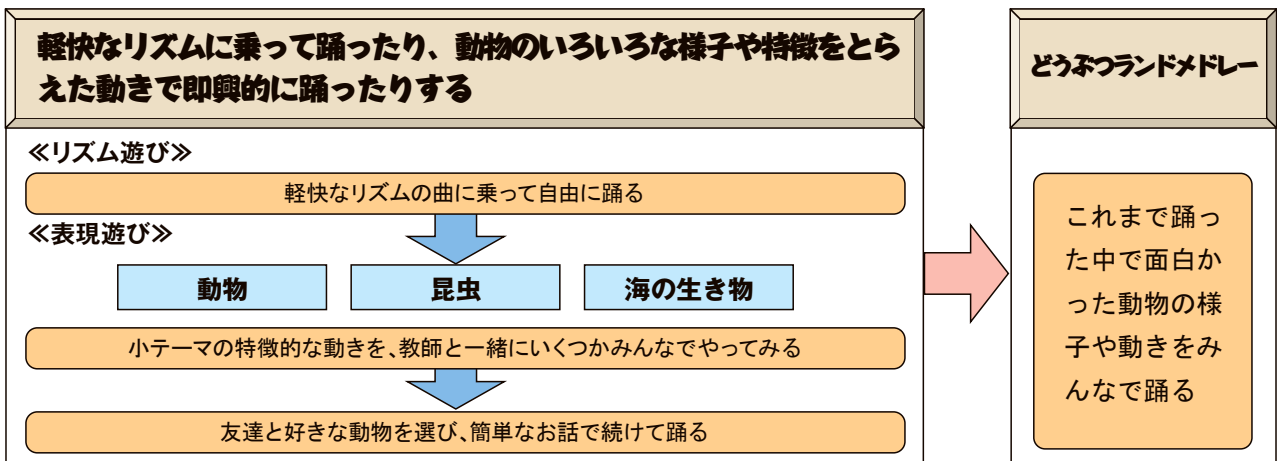 軽快なリズムに乗って踊ったり、動物のいろいろな様子や特徴をとら
えた動きで即興的に踊ったりする
≪リズム遊び≫
軽快なリズムの曲に乗って自由に踊る
≪表現遊び≫
動物
昆虫
海の生き物
小テーマの特徴的な動きを、教師と一緒にいくつかみんなでやってみる
友達と好きな動物を選び、簡単なお話で続けて踊る
どうぶつランドメドレー
これまで踊っ
た中で面白か
った動物の様
子や動きをみ
んなで踊る